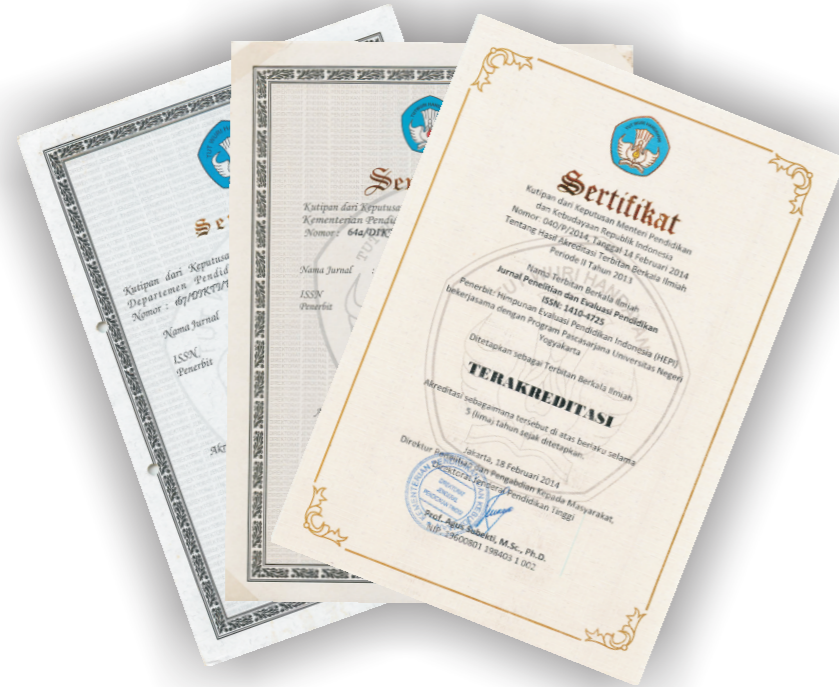 Sertifikat
Kutipan dari Keputusan Menteri Pendidikan
dan Kebudayaan Republik Indonesia
Nomor: 040/P/2014, Tanggal 14 Februari 2014
Tentang Hasil Akreditasi Terbitan Berkala Ilmiah
Periode II Tahun 2013
Nama Terbitan Berkala Ilmiah
Jurnal Penelitian dan Evaluasi Pendidikan
ISSN: 1410-4725
Penerbit: Himpunan Evaluasi Pendidikan Indonesia (HEPI)
bekerjasama dengan Program Pascasarjana Universitas Negeri
Yogyakarta
Ditetapkan sebagai Terbitan Berkala Ilmiah
TERAKREDITASI
Akreditasi sebagaimana tersebut di atas berlaku selama
5 (lima) tahun sejak ditetapkan.
Jakarta, 18 Februari 2014
Direktur Penelitian dan Pengabdian Kepada Masyarakat,
Direktorat Jenderal Pendidikan Tinggi
Prof. Agus Subekti, M.Sc., Ph.D.
NIP. 19600801 198403 1 002
Kutipan dari Keputusa
Kementerian Pendid
Nomor : 64a/DIKT
Nama Jurnal :
ISSN
Penerbit
Kutipan dari Keputusa
Departemen Pendid
Nomor :
Nama Jurnal
ISSN
Penerbit